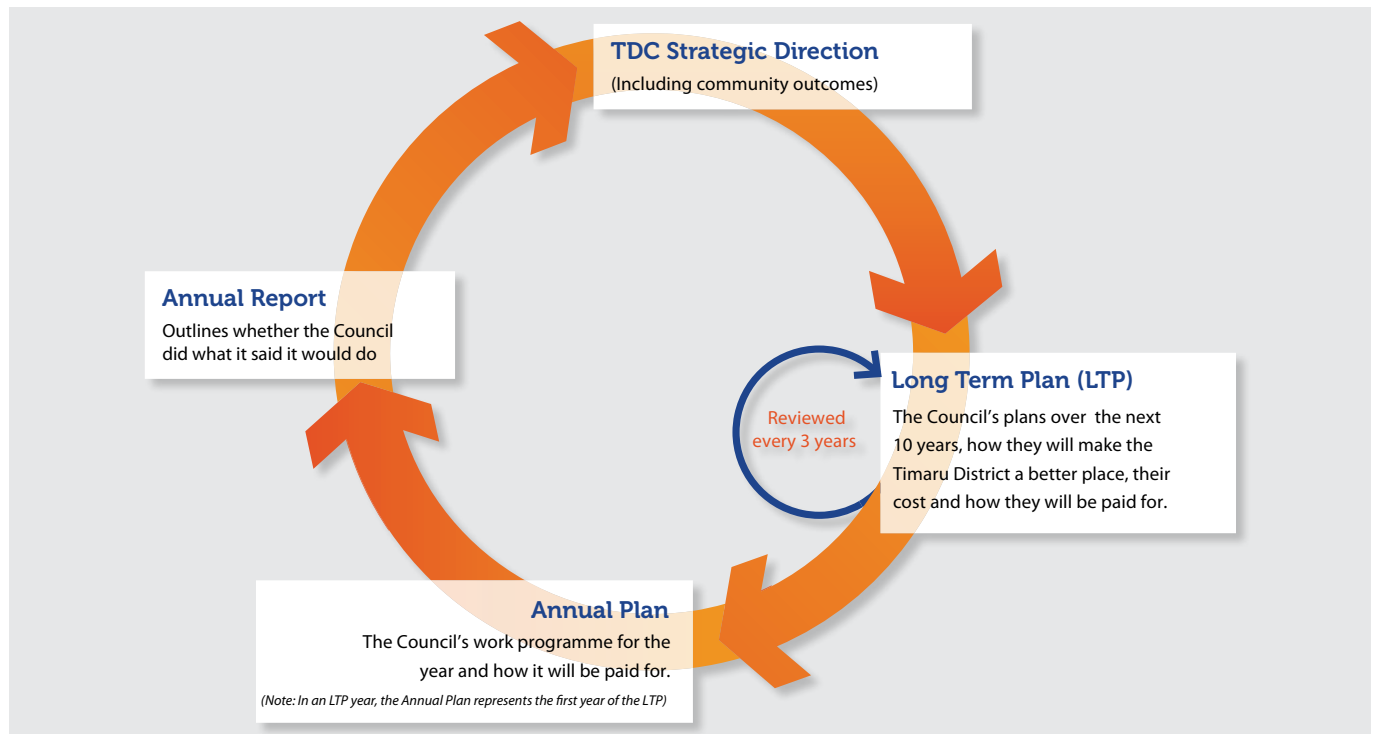 TDC Strategic Direction
(Including community outcomes)
Annual Report
Outlines whether the Council
did what it said it would do
Reviewed
every 3 years
Long Term Plan (LTP)
The Council’s plans over the next
10 years, how they will make the
Timaru District a better place, their
cost and how they will be paid for.
Annual Plan
The Council’s work programme for the
year and how it will be paid for.
(Note: In an LTP year, the Annual Plan represents the first year of the LTP)